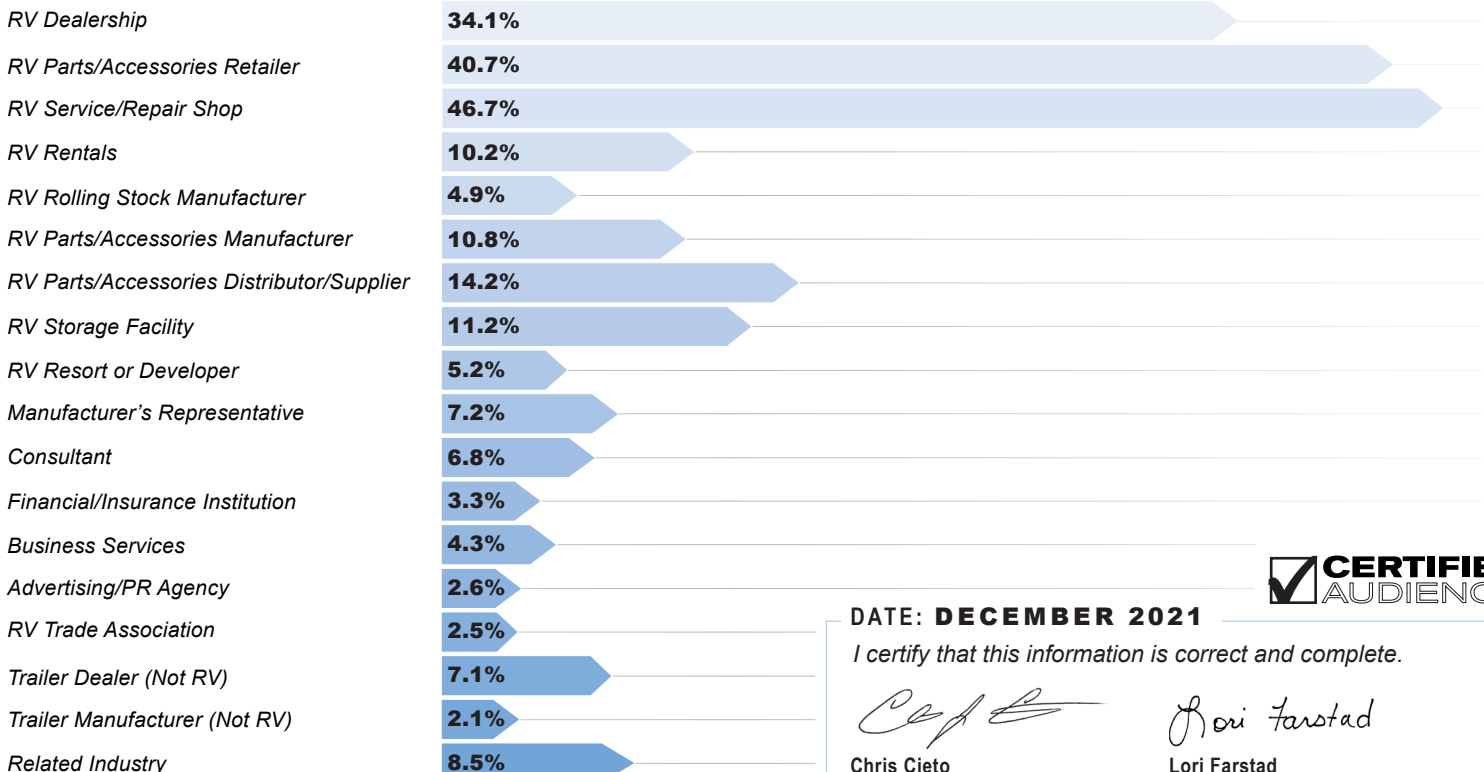 RV Dealership 34.1%
RV Parts/Accessories Retailer 40.7%
RV Service/Repair Shop 46.7%
RV Rentals 10.2%
RV Rolling Stock Manufacturer 4.9%
RV Parts/Accessories Manufacturer 10.8%
RV Parts/Accessories Distributor/Supplier 14.2%
RV Storage Facility 11.2%
RV Resort or Developer 5.2%
Manufacturer’s Representative 7.2%
Consultant 6.8%
Financial/Insurance Institution 3.3%
Business Services 4.3%
Advertising/PR Agency 2.6%
RV Trade Association 2.5%
Trailer Dealer (Not RV) 7.1%
Trailer Manufacturer (Not RV) 2.1%
Related Industry 8.5%
CERTIFIE
AUDIENC
DATE: DECEMBER 2021
I certify that this information is correct and complete.
Lori Farstad
Chris Cieto Lori Farstad